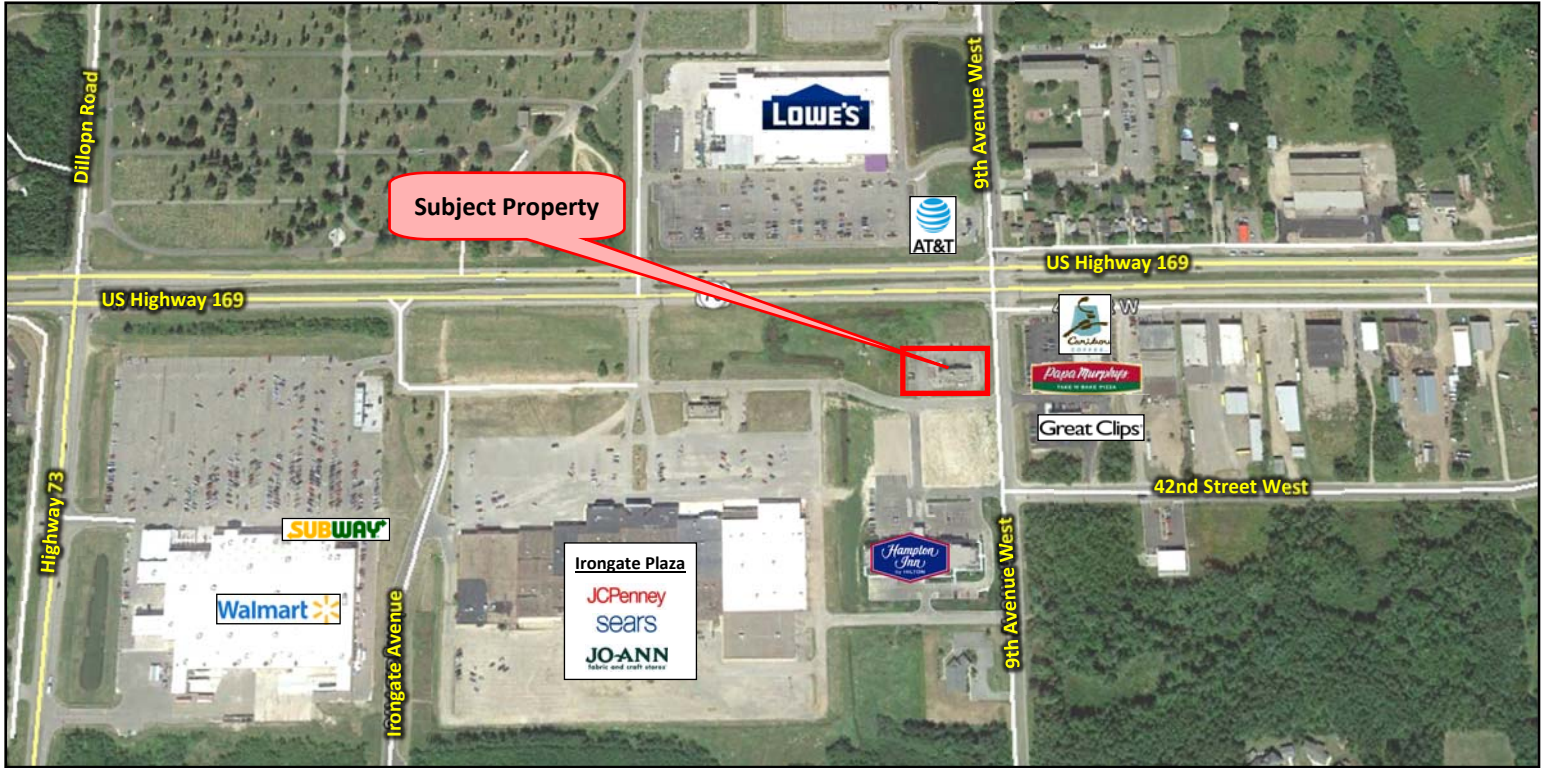 Dillopn Road
LOWE'S
9th Avenue West
Subject Property
AT&T
US Highway 169
US Highway 169
W
Caribou
COFFEE
Papa Murphy's
TAKE 'N' BAKE PIZZA
Great Clips
42nd Street West
Highway 73
SUBWAY
Walmart
Irongate Avenue
Irongate Plaza
JCPenney
sears
JO-ANN
fabric and craft stores
Hampton
Inn
by HILTON
9th Avenue West